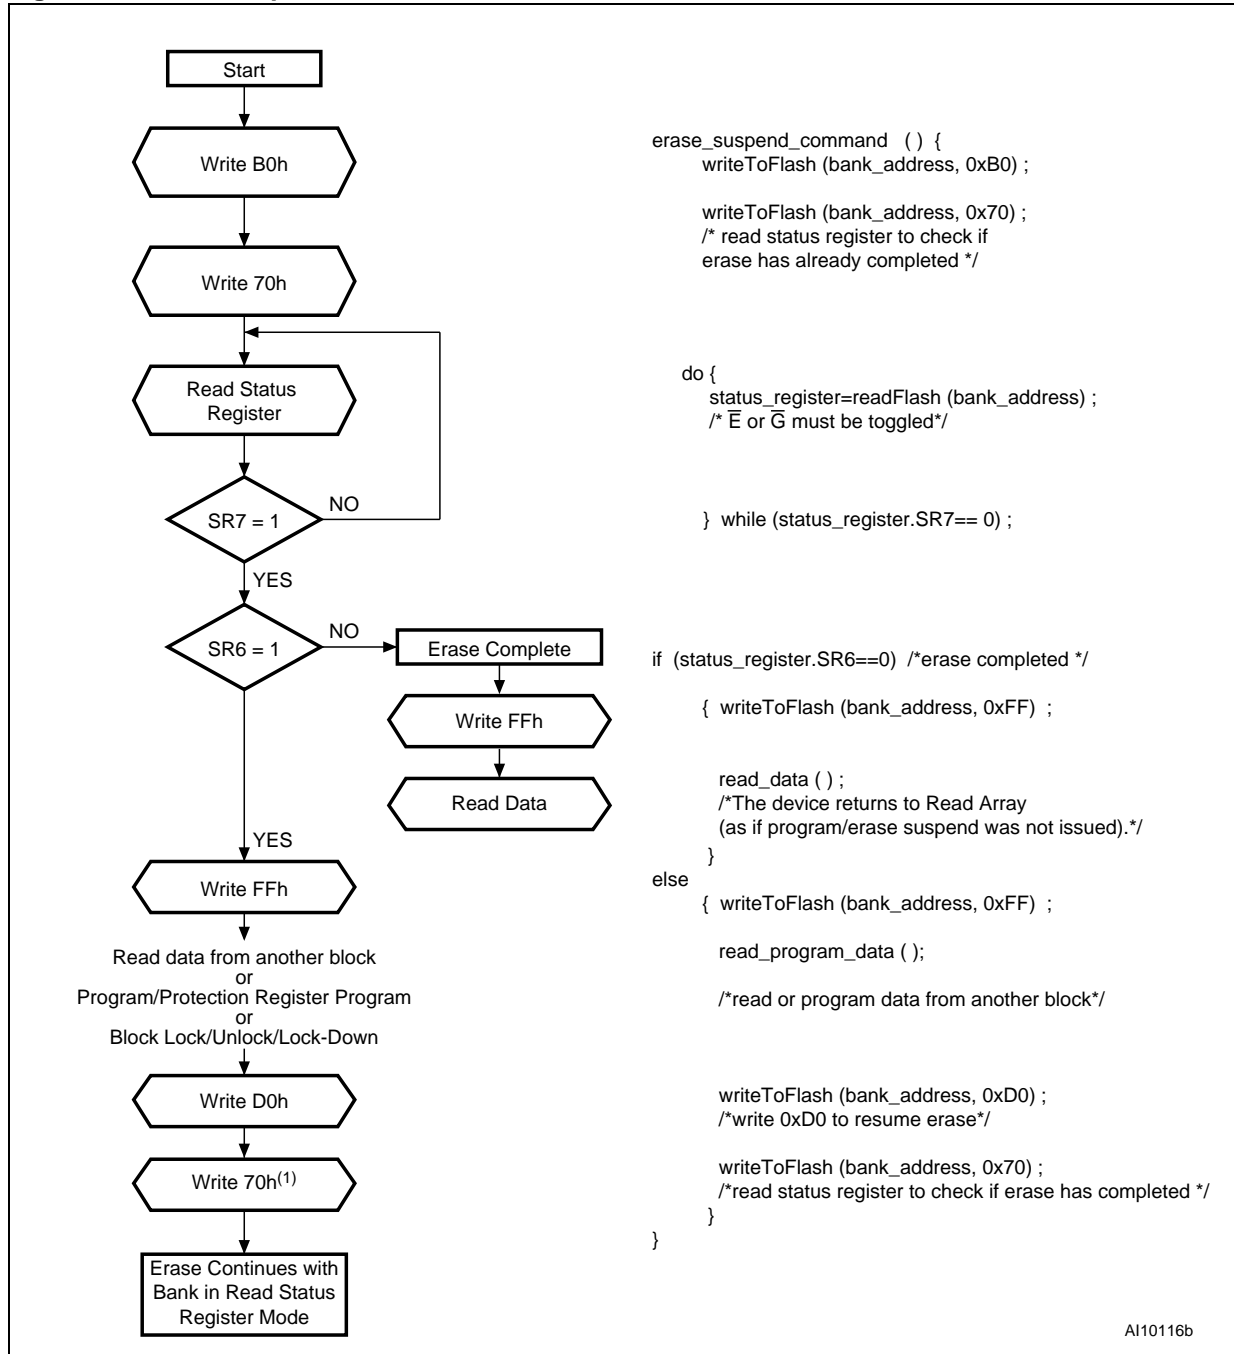 Start
Write B0h
Write 70h
Read Status
Register
SR7 = 1
NO
YES
SR6 = 1
NO
Erase Complete
Write FFh
Read Data
YES
Write FFh
Read data from another block
or
Program/Protection Register Program
or
Block Lock/Unlock/Lock-Down
Write D0h
Write 70h(1)
Erase Continues with
Bank in Read Status
Register Mode
erase_suspend_command ( ) {
writeToFlash (bank_address, 0xB0) ;
writeToFlash (bank_address, 0x70) ;
/* read status register to check if
erase has already completed */
do {
status_register=readFlash (bank_address) ;
/* E̅ or G̅ must be toggled*/
} while (status_register.SR7== 0) ;
if (status_register.SR6==0) /*erase completed */
{ writeToFlash (bank_address, 0xFF) ;
read_data ( ) ;
/*The device returns to Read Array
(as if program/erase suspend was not issued).*/
}
else
{ writeToFlash (bank_address, 0xFF) ;
read_program_data ( );
/*read or program data from another block*/
writeToFlash (bank_address, 0xD0) ;
/*write 0xD0 to resume erase*/
writeToFlash (bank_address, 0x70) ;
/*read status register to check if erase has completed */
}
}
AI10116b